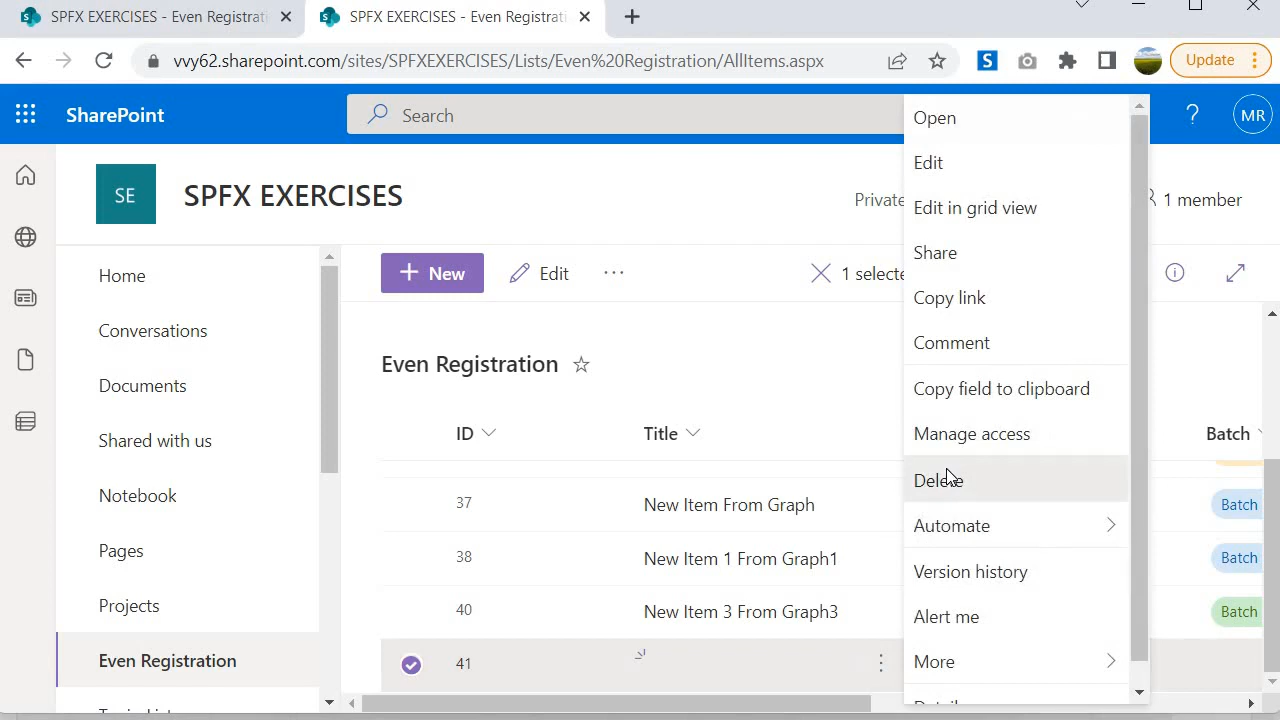 SPFX EXERCISES - Even Registrati
SPFX EXERCISES - Even Registrati
vvy62.sharepoint.com/sites/SPFXEXERCISES/Lists/Even%20Registration/AllItems.aspx
S
Update
SharePoint
Search
?
MR
SE
SPFX EXERCISES
Private
1 member
Home
Conversations
Documents
Shared with us
Notebook
Pages
Projects
Even Registration
+ New
Edit
1 selecte
Even Registration
ID
Title
Batch
37
New Item From Graph
Batch
38
New Item 1 From Graph1
Batch
40
New Item 3 From Graph3
Batch
41
Open
Edit
Edit in grid view
Share
Copy link
Comment
Copy field to clipboard
Manage access
Delete
Automate
Version history
Alert me
More